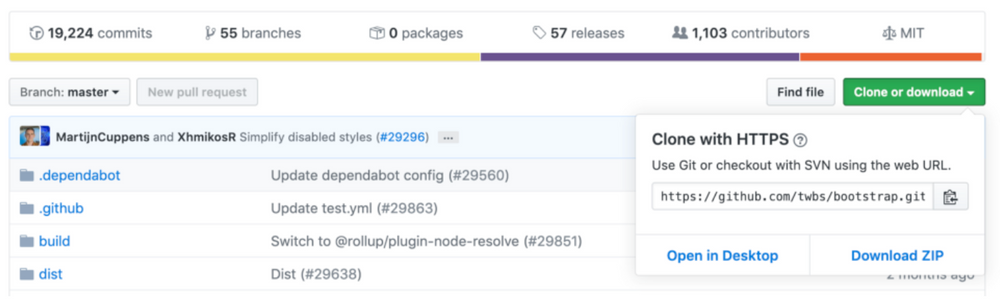 19,224 commits 55 branches 0 packages 57 releases 1,103 contributors MIT
Branch: master New pull request Find file Clone or download
MartijnCuppens and XhmikosR Simplify disabled styles (#29296) ...
Clone with HTTPS ?
Use Git or checkout with SVN using the web URL.
https://github.com/twbs/bootstrap.git
Open in Desktop Download ZIP
.dependabot Update dependabot config (#29560)
.github Update test.yml (#29863)
build Switch to @rollup/plugin-node-resolve (#29851)
dist Dist (#29638) 2 months ago